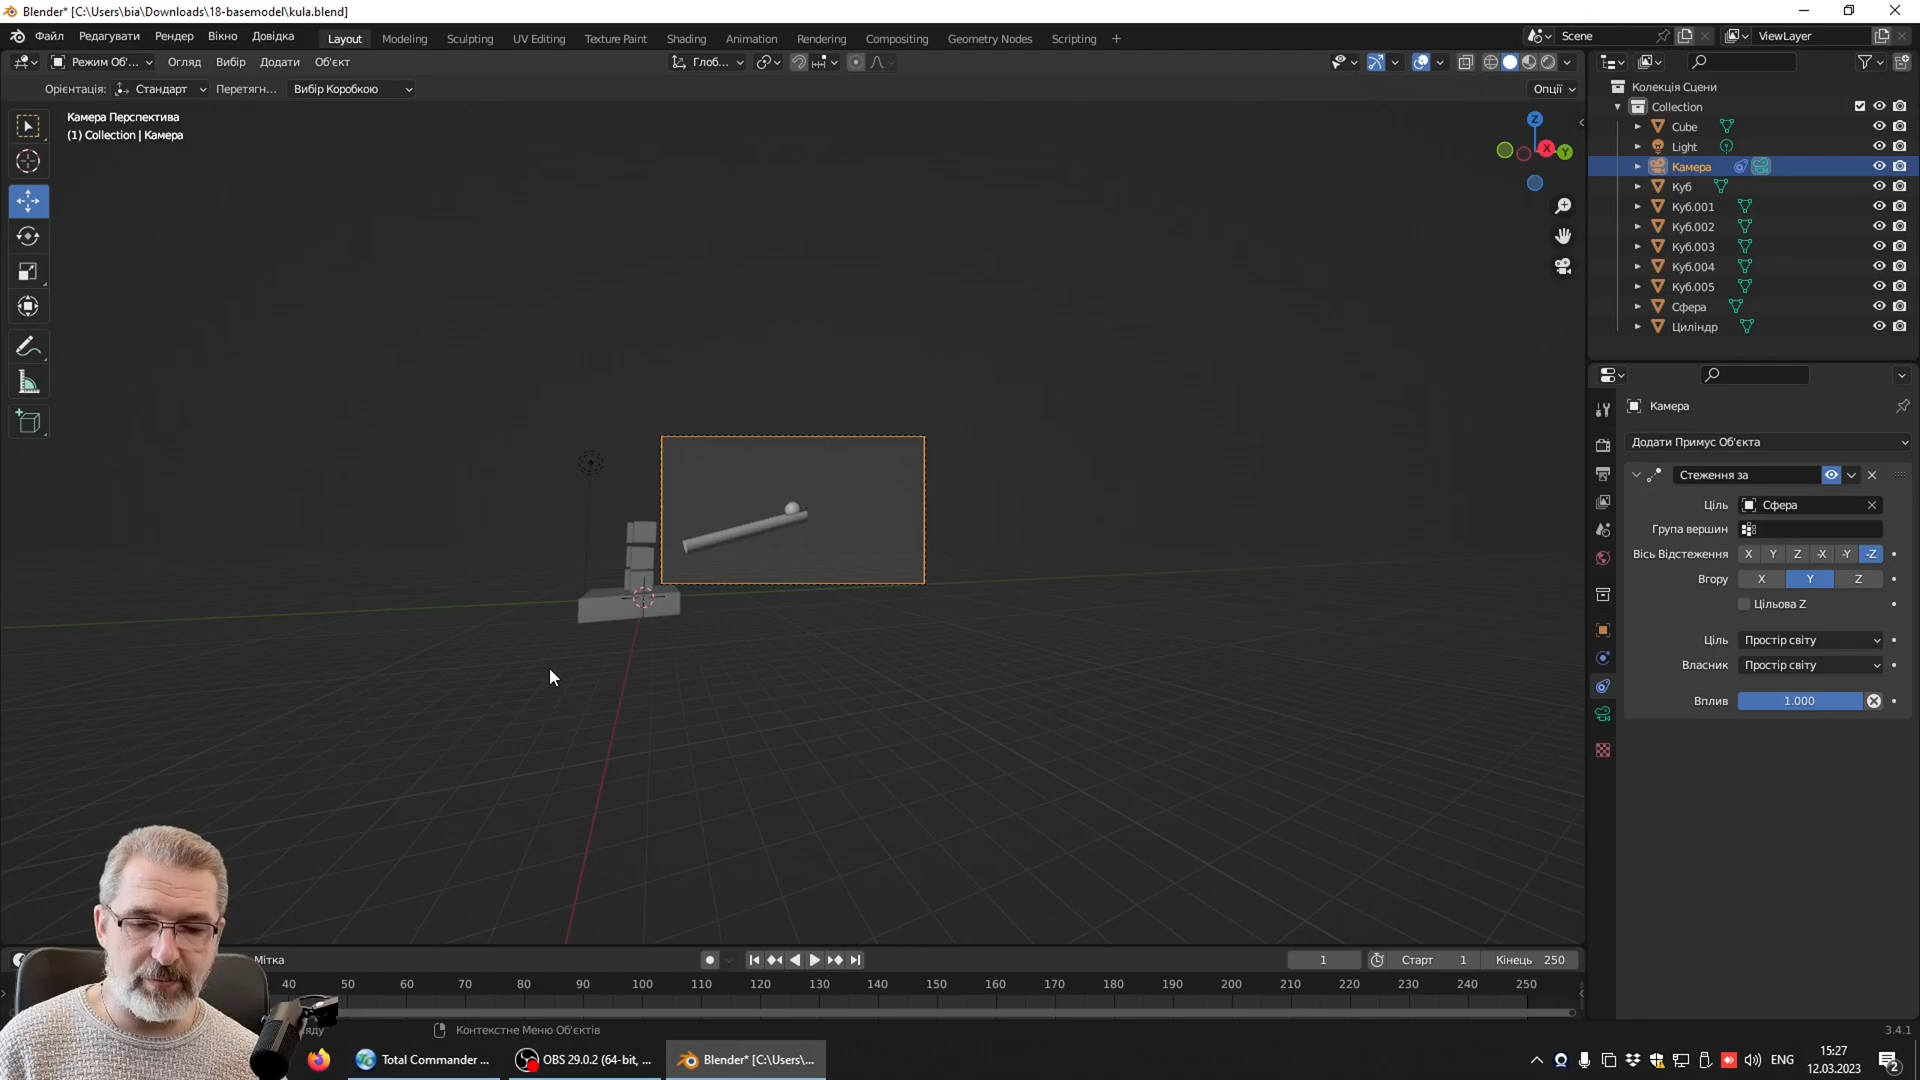 Blender* [C:\Users\bia\Downloads\18-basemodel\kula.blend]
Файл Редагувати Рендер Вікно Довідка Layout Modeling Sculpting UV Editing Texture Paint Shading Animation Rendering Compositing Geometry Nodes Scripting + Scene ViewLayer
Режим Об'... Огляд Вибір Додати Об'єкт Глоб...
Орієнтація: Стандарт Перетягн... Вибір Коробкою Опції
Камера Перспектива
(1) Collection | Камера
Z
X
Y
Колекція Сцени
Collection
Cube
Light
Камера
Куб
Куб.001
Куб.002
Куб.003
Куб.004
Куб.005
Сфера
Циліндр
Камера
Додати Примус Об'єкта
Стеження за
Ціль Сфера
Група вершин
Вісь Відстеження X Y Z -X -Y -Z
Вгору X Y Z
Цільова Z
Ціль Простір світу
Власник Простір світу
Вплив 1.000
Мітка 1 Старт 1 Кінець 250
40 50 60 70 80 90 100 110 120 130 140 150 160 170 180 190 200 210 220 230 240 250
Контекстне Меню Об'єктів 3.4.1
Total Commander ... OBS 29.0.2 (64-bit, ... Blender* [C:\Users\... ENG 15:27
12.03.2023 2